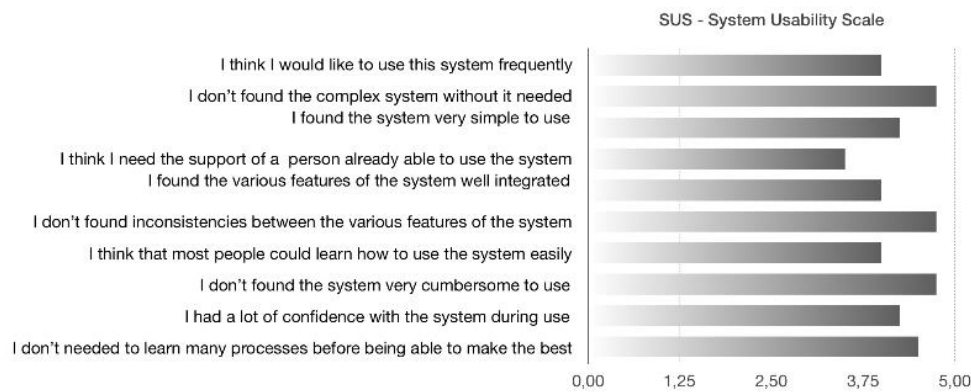 SUS - System Usability Scale
I think I would like to use this system frequently
I don't found the complex system without it needed
I found the system very simple to use
I think I need the support of a person already able to use the system
I found the various features of the system well integrated
I don't found inconsistencies between the various features of the system
I think that most people could learn how to use the system easily
I don't found the system very cumbersome to use
I had a lot of confidence with the system during use
I don't needed to learn many processes before being able to make the best
0,00 1,25 2,50 3,75 5,00